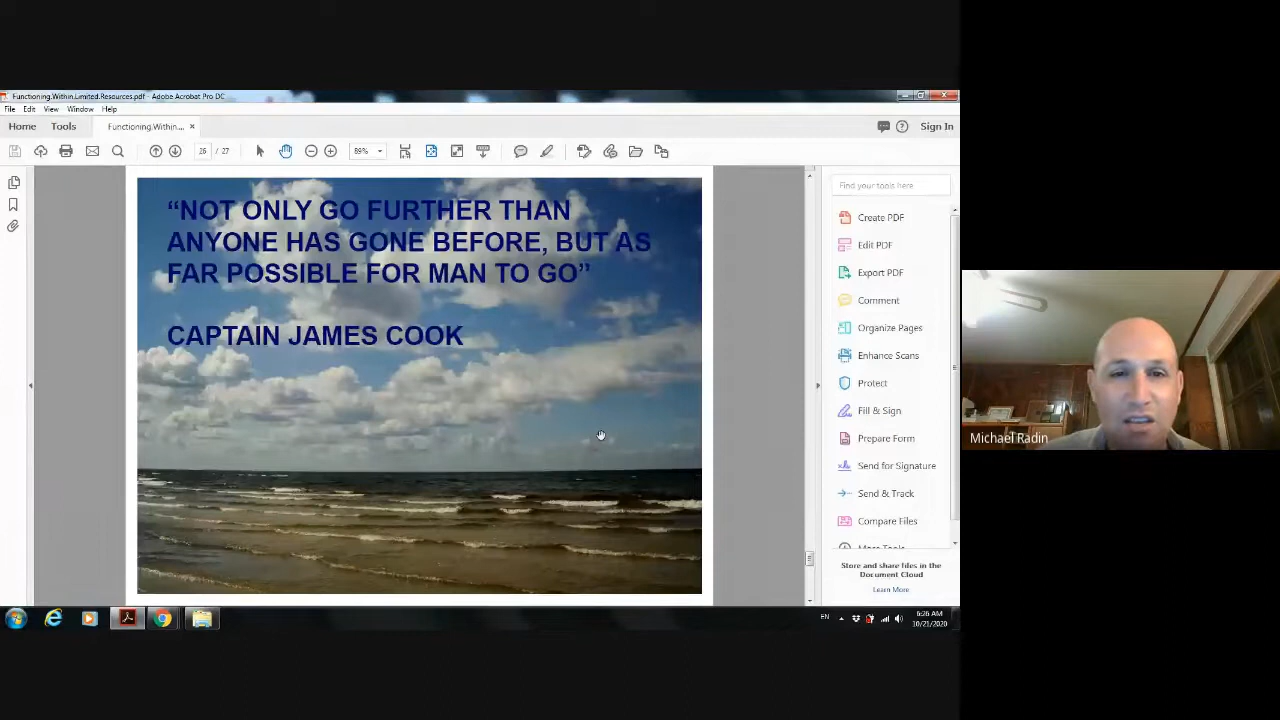 Functioning.Within.Limited.Resources.pdf - Adobe Acrobat Pro DC
File Edit View Window Help
Home Tools Functioning.Within... × Sign In
26 / 27 89%
“NOT ONLY GO FURTHER THAN
ANYONE HAS GONE BEFORE, BUT AS
FAR POSSIBLE FOR MAN TO GO”
CAPTAIN JAMES COOK
Find your tools here
Create PDF
Edit PDF
Export PDF
Comment
Organize Pages
Enhance Scans
Protect
Fill & Sign
Prepare Form
Send for Signature
Send & Track
Compare Files
More Tools
Store and share files in the
Document Cloud
Learn More
Michael Radin
EN
6:26 AM
10/21/2020